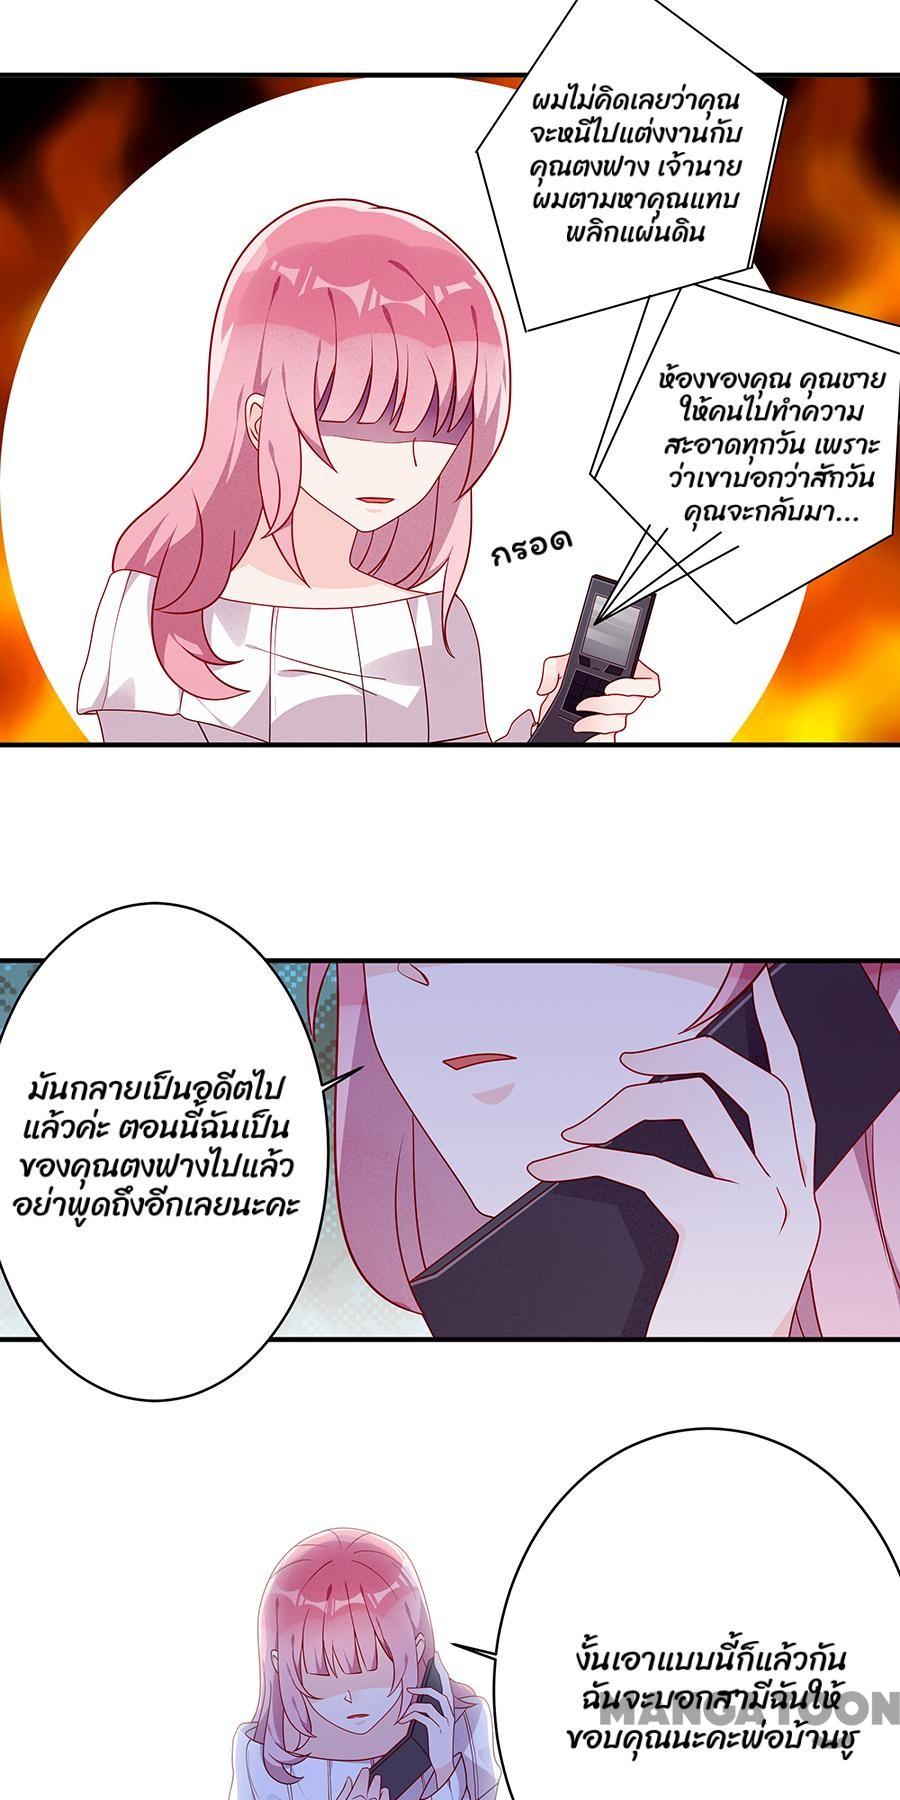 ผมไม่คิดเลยว่าคุณ
จะหนีไปแต่งงานกับ
คุณตงฟาง เจ้านาย
ผมตามหาคุณแทบ
พลิกแผ่นดิน
ห้องของคุณ คุณชาย
ให้คนไปทำความ
สะอาดทุกวัน เพราะ
ว่าเขาบอกว่าสักวัน
คุณจะกลับมา...
กรอด
มันกลายเป็นอดีตไป
แล้วค่ะ ตอนนี้ฉันเป็น
ของคุณตงฟางไปแล้ว
อย่าพูดถึงอีกเลยนะคะ
งั้นเอาแบบนี้ก็แล้วกัน
ฉันจะบอกสามีฉันให้
ขอบคุณนะคะพ่อบ้านชู
MANGATOON